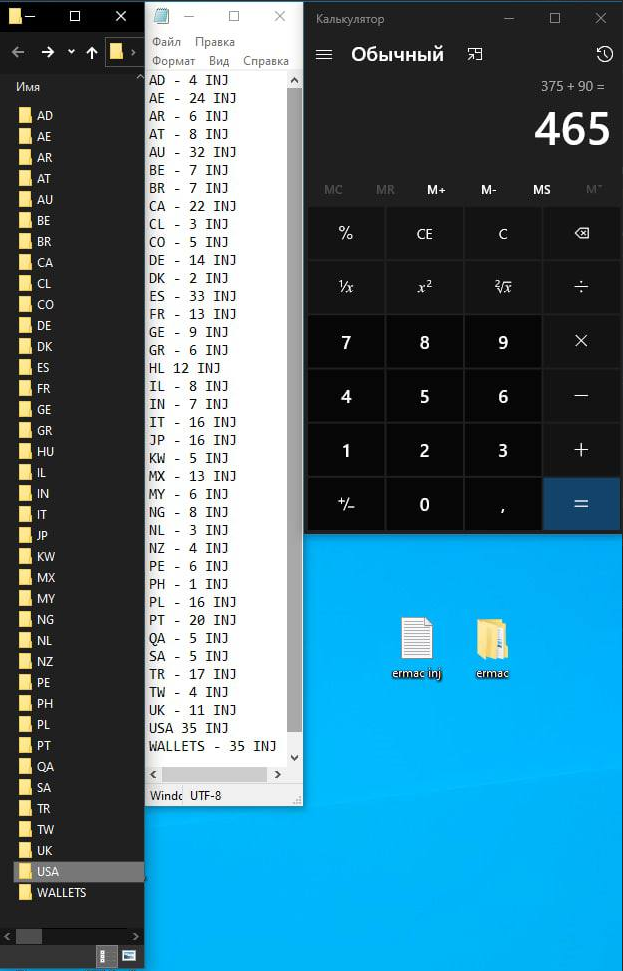 Имя
AD
AE
AR
AT
AU
BE
BR
CA
CL
CO
DE
DK
ES
FR
GE
GR
HU
IL
IN
IT
JP
KW
MX
MY
NG
NL
NZ
PE
PH
PL
PT
QA
SA
TR
TW
UK
USA
WALLETS
Файл Правка
Формат Вид Справка
AD - 4 INJ
AE - 24 INJ
AR - 6 INJ
AT - 8 INJ
AU - 32 INJ
BE - 7 INJ
BR - 7 INJ
CA - 22 INJ
CL - 3 INJ
CO - 5 INJ
DE - 14 INJ
DK - 2 INJ
ES - 33 INJ
FR - 13 INJ
GE - 9 INJ
GR - 6 INJ
HL 12 INJ
IL - 8 INJ
IN - 7 INJ
IT - 16 INJ
JP - 16 INJ
KW - 5 INJ
MX - 13 INJ
MY - 6 INJ
NG - 8 INJ
NL - 3 INJ
NZ - 4 INJ
PE - 6 INJ
PH - 1 INJ
PL - 16 INJ
PT - 20 INJ
QA - 5 INJ
SA - 5 INJ
TR - 17 INJ
TW - 4 INJ
UK - 11 INJ
USA 35 INJ
WALLETS - 35 INJ
Windc UTF-8
Калькулятор
Обычный
375 + 90 =
465
MC MR M+ M- MS M˅
% CE C
¹/x x² ²√x ÷
7 8 9 ×
4 5 6 −
1 2 3 +
+/− 0 , =
ermac inj
ermac